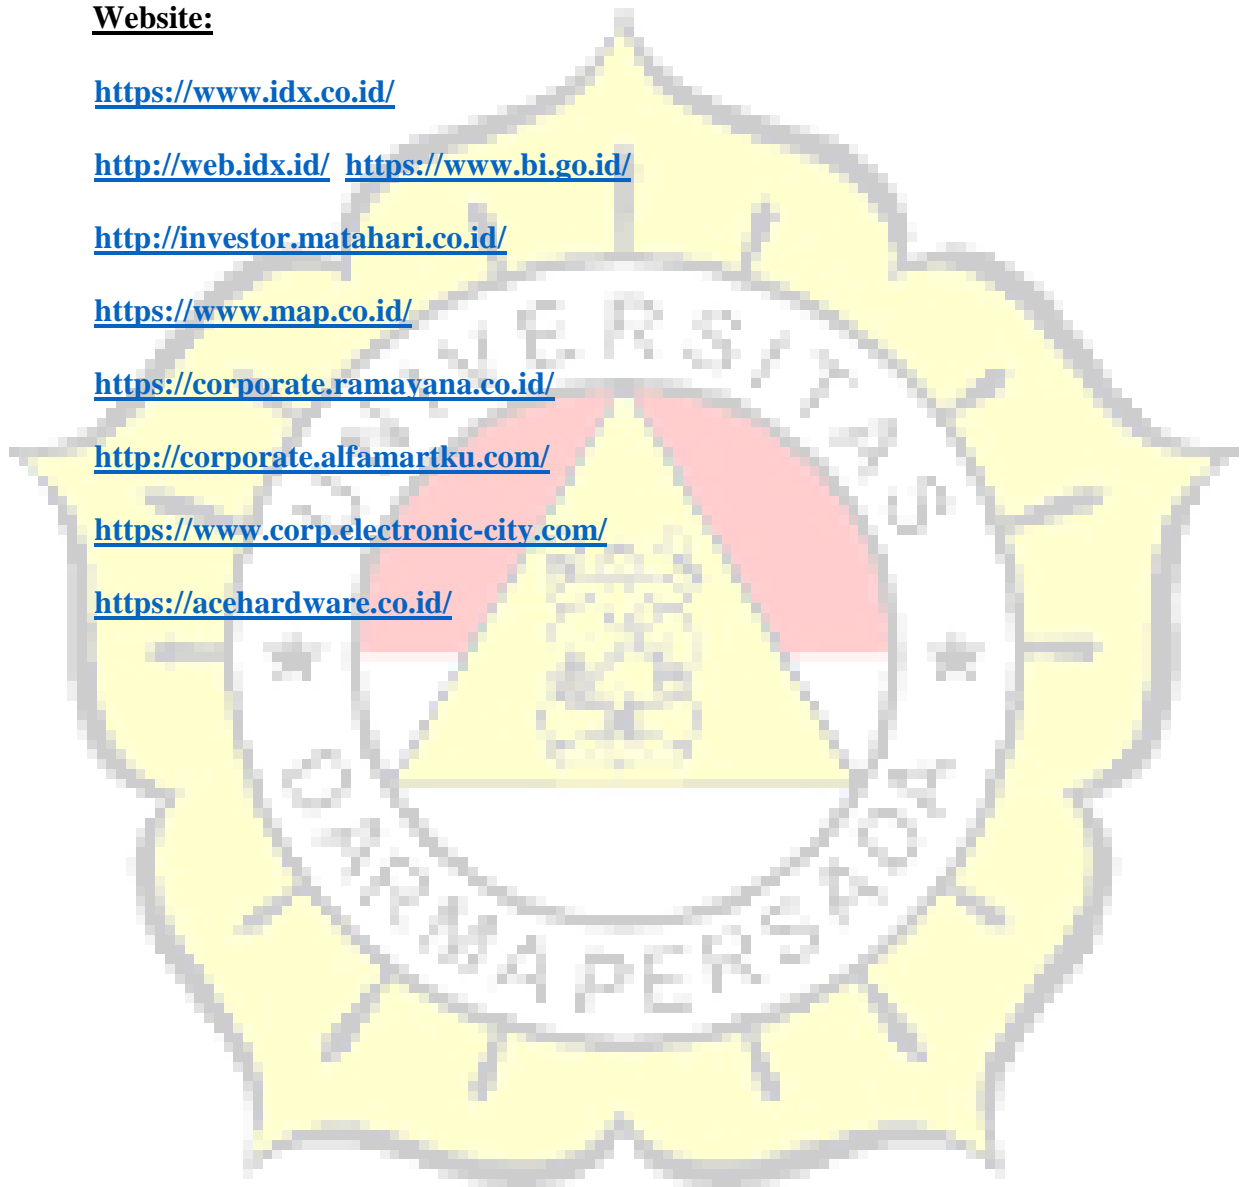 Website:
https://www.idx.co.id/
http://web.idx.id/ https://www.bi.go.id/
http://investor.matahari.co.id/
https://www.map.co.id/
https://corporate.ramayana.co.id/
http://corporate.alfamartku.com/
https://www.corp.electronic-city.com/
https://acehardware.co.id/
UNIVERSITAS
DARMA PERSADA